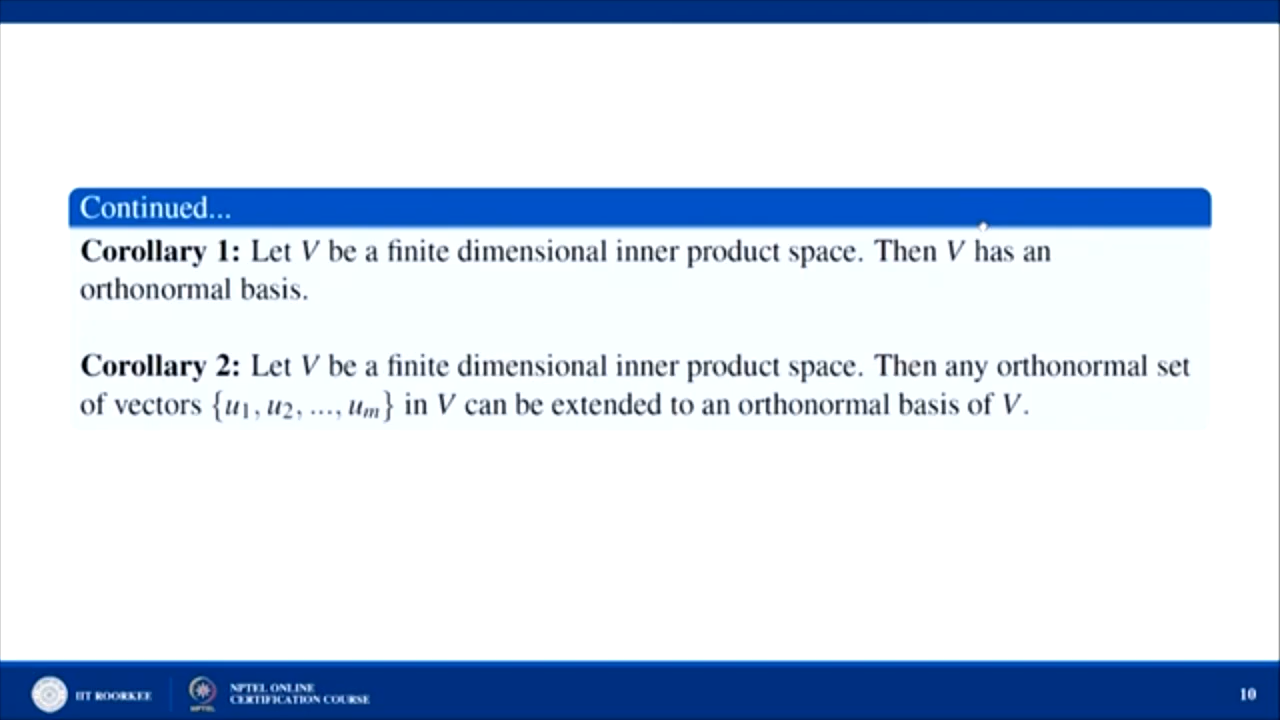 Continued...
Corollary 1: Let V be a finite dimensional inner product space. Then V has an
orthonormal basis.
Corollary 2: Let V be a finite dimensional inner product space. Then any orthonormal set
of vectors {u₁, u₂, ..., uₘ} in V can be extended to an orthonormal basis of V.
IIT ROORKEE
NPTEL
NPTEL ONLINE
CERTIFICATION COURSE
10